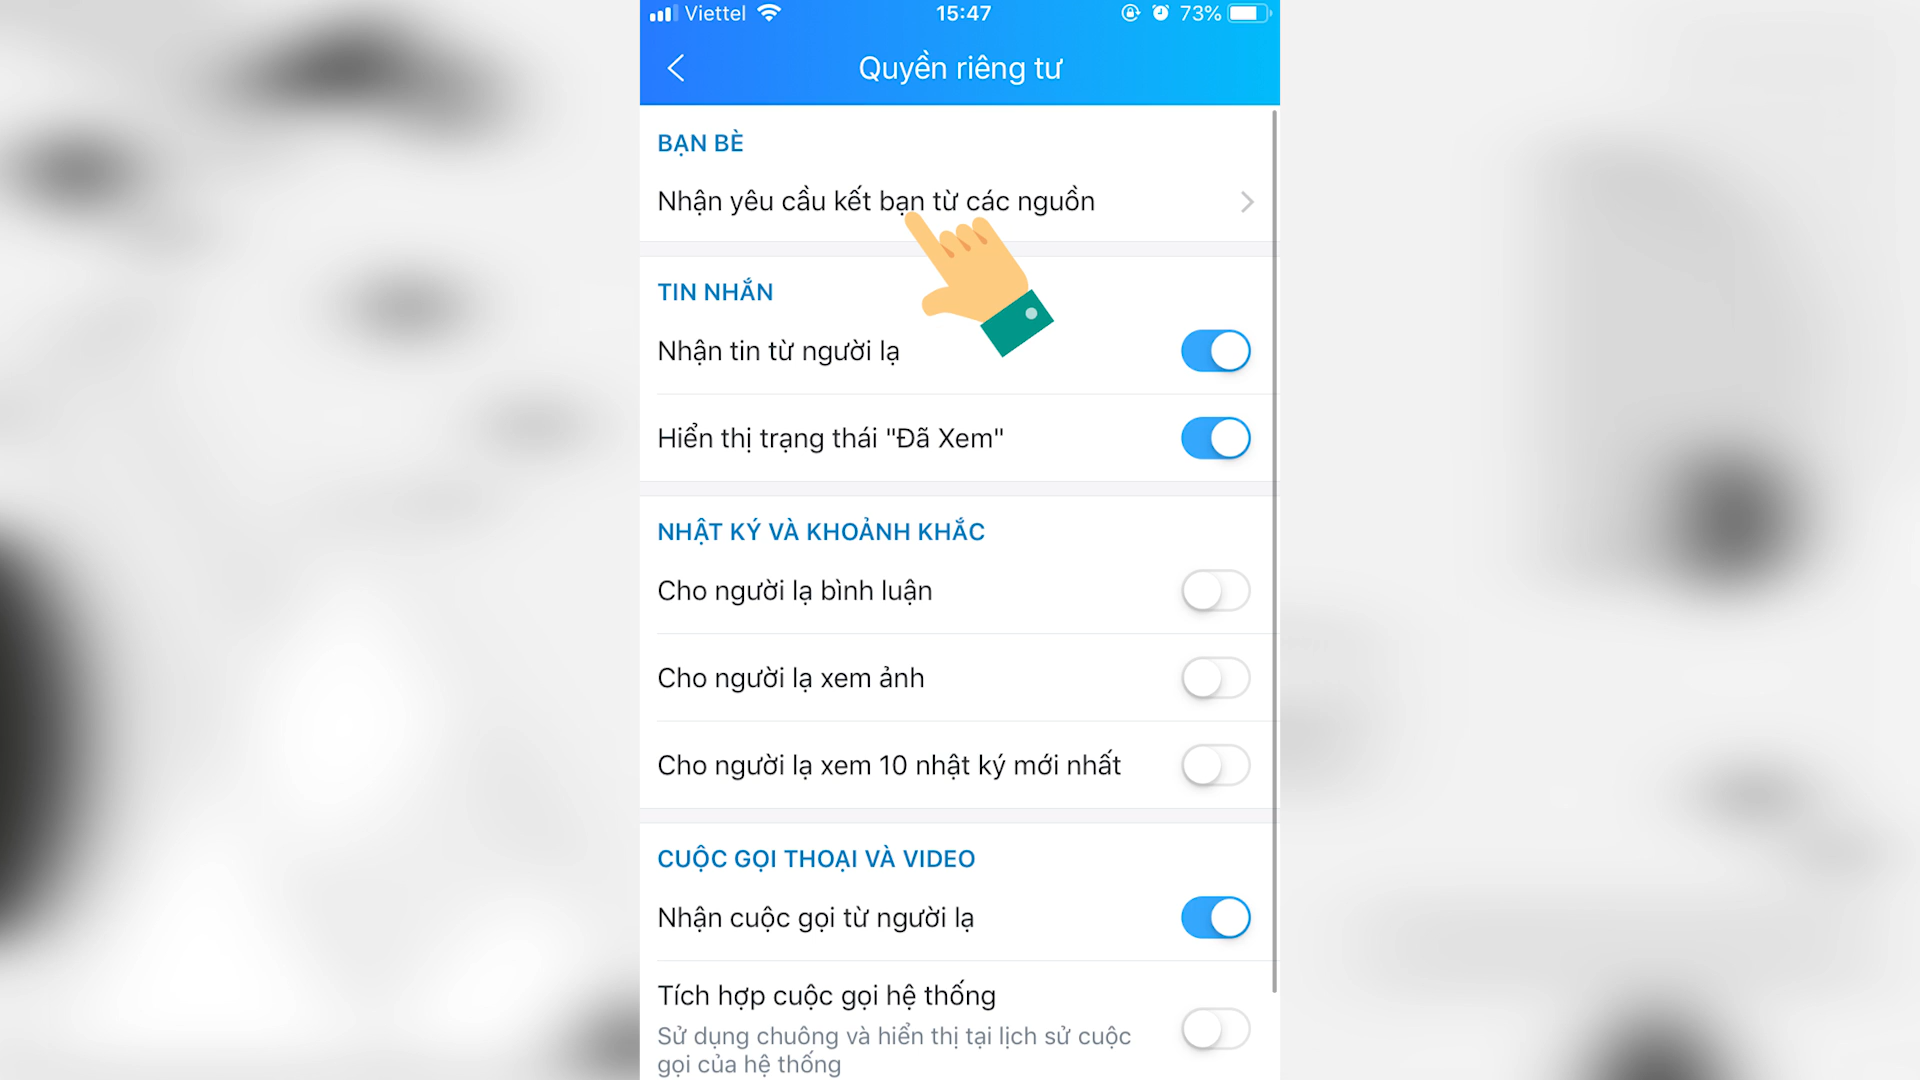 Viettel 15:47 73%
Quyền riêng tư
BẠN BÈ
Nhận yêu cầu kết bạn từ các nguồn
TIN NHẮN
Nhận tin từ người lạ
Hiển thị trạng thái "Đã Xem"
NHẬT KÝ VÀ KHOẢNH KHẮC
Cho người lạ bình luận
Cho người lạ xem ảnh
Cho người lạ xem 10 nhật ký mới nhất
CUỘC GỌI THOẠI VÀ VIDEO
Nhận cuộc gọi từ người lạ
Tích hợp cuộc gọi hệ thống
Sử dụng chuông và hiển thị tại lịch sử cuộc
gọi của hệ thống